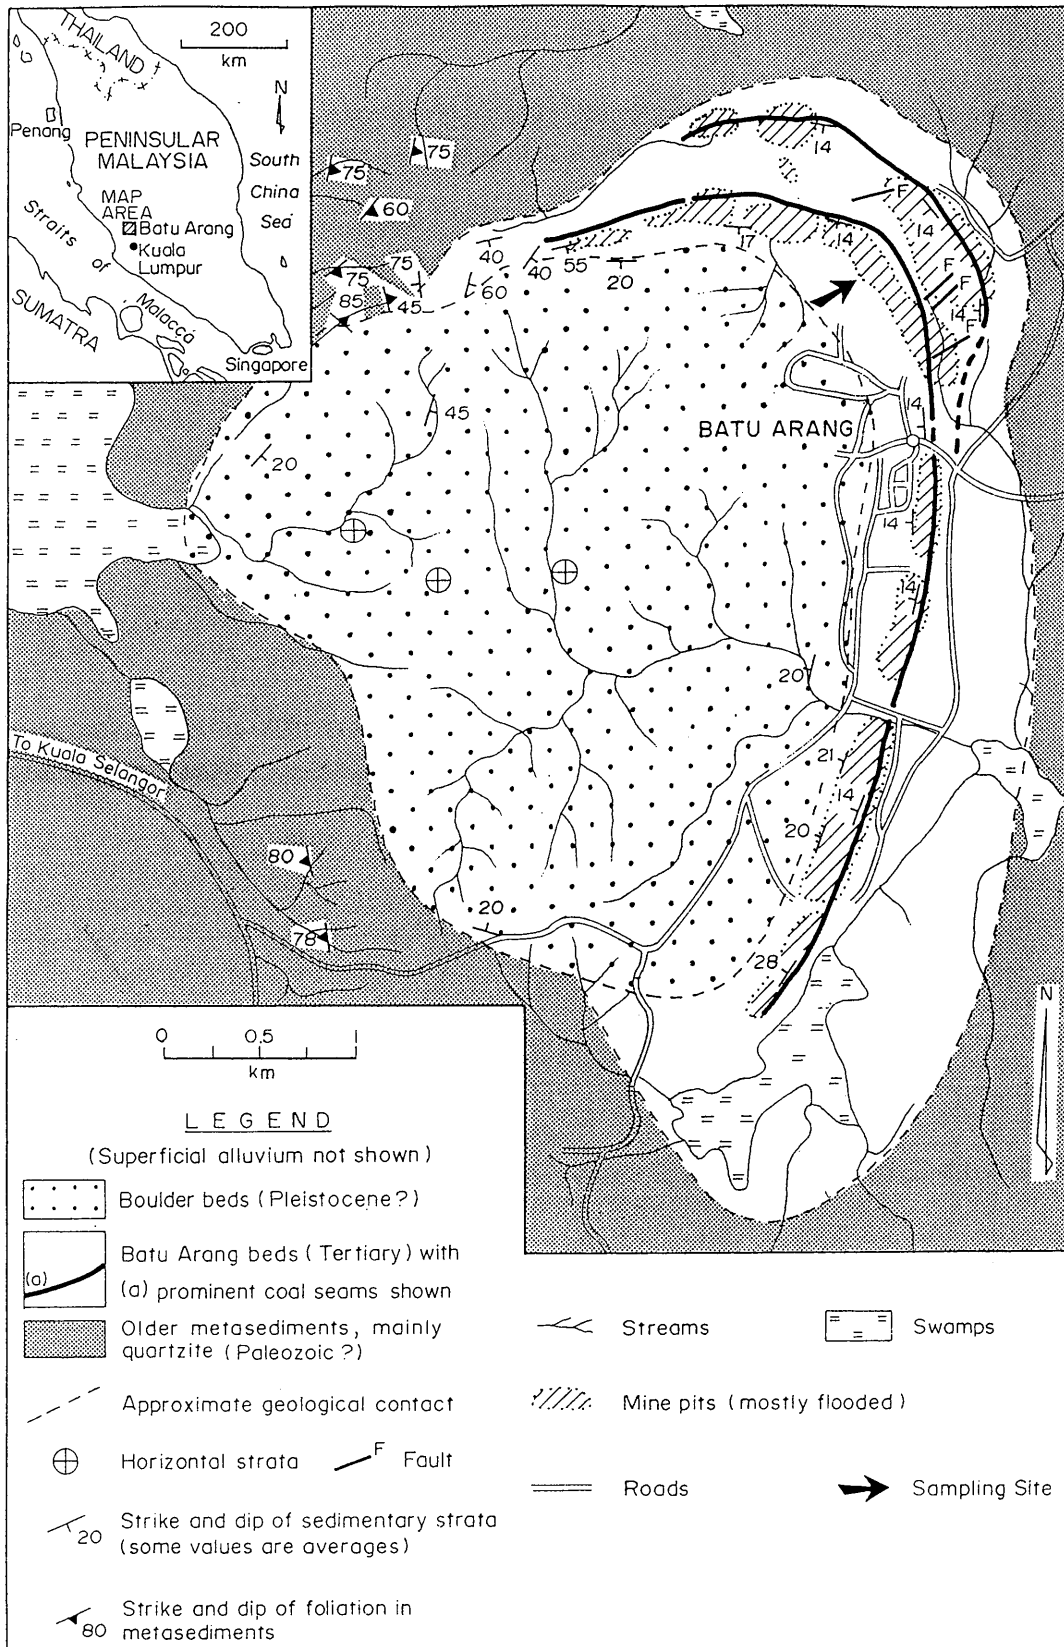 THAILAND
200
km
N
Penang
PENINSULAR
MALAYSIA
South
China
Sea
MAP
AREA
Batu Arang
Kuala
Lumpur
Straits
of
Malacca
SUMATRA
Singapore
75
75
60
75
75
85
45
40
40
55
60
20
17
14
14
14
14
F
F
F
45
20
BATU ARANG
14
14
14
20
21
14
20
28
20
80
78
To Kuala Selangor
N
0 0.5 1
km
LEGEND
(Superficial alluvium not shown)
Boulder beds (Pleistocene?)
(a)
Batu Arang beds (Tertiary) with
(a) prominent coal seams shown
Older metasediments, mainly
quartzite (Paleozoic?)
Approximate geological contact
Horizontal strata F Fault
20 Strike and dip of sedimentary strata
(some values are averages)
80 Strike and dip of foliation in
metasediments
Streams
Swamps
Mine pits (mostly flooded)
Roads
Sampling Site